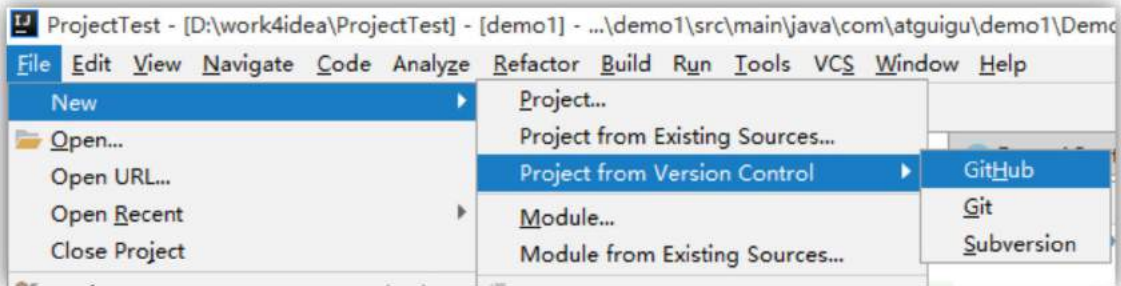 ProjectTest - [D:\work4idea\ProjectTest] - [demo1] - ...\demo1\src\main\java\com\atguigu\demo1\Demo
File Edit View Navigate Code Analyze Refactor Build Run Tools VCS Window Help
New
Open...
Open URL...
Open Recent
Close Project
Project...
Project from Existing Sources...
Project from Version Control
Module...
Module from Existing Sources...
GitHub
Git
Subversion